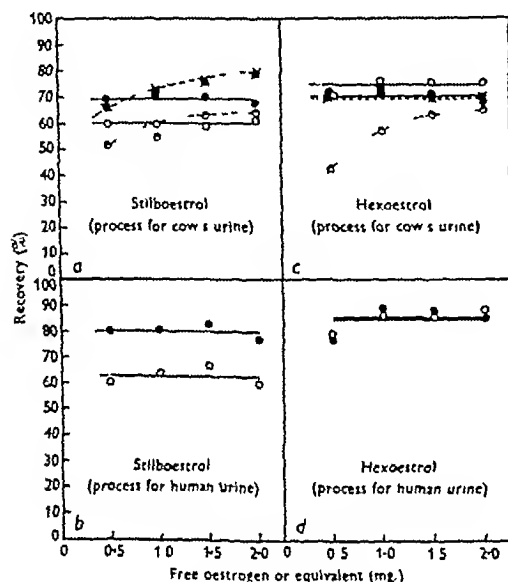 100
90
80
70
60
50
40
30
20
10
0
Stilboestrol
(process for cow s urine)
a
Hexoestrol
(process for cow s urine)
c
Recovery (%)
90
80
70
60
50
40
30
20
10
0
Stilboestrol
(process for human urine)
b
Hexoestrol
(process for human urine)
d
0 0·5 1·0 1·5 2·0 0 0 5 1·0 1·5 2·0
Free oestrogen or equivalent (mg.)